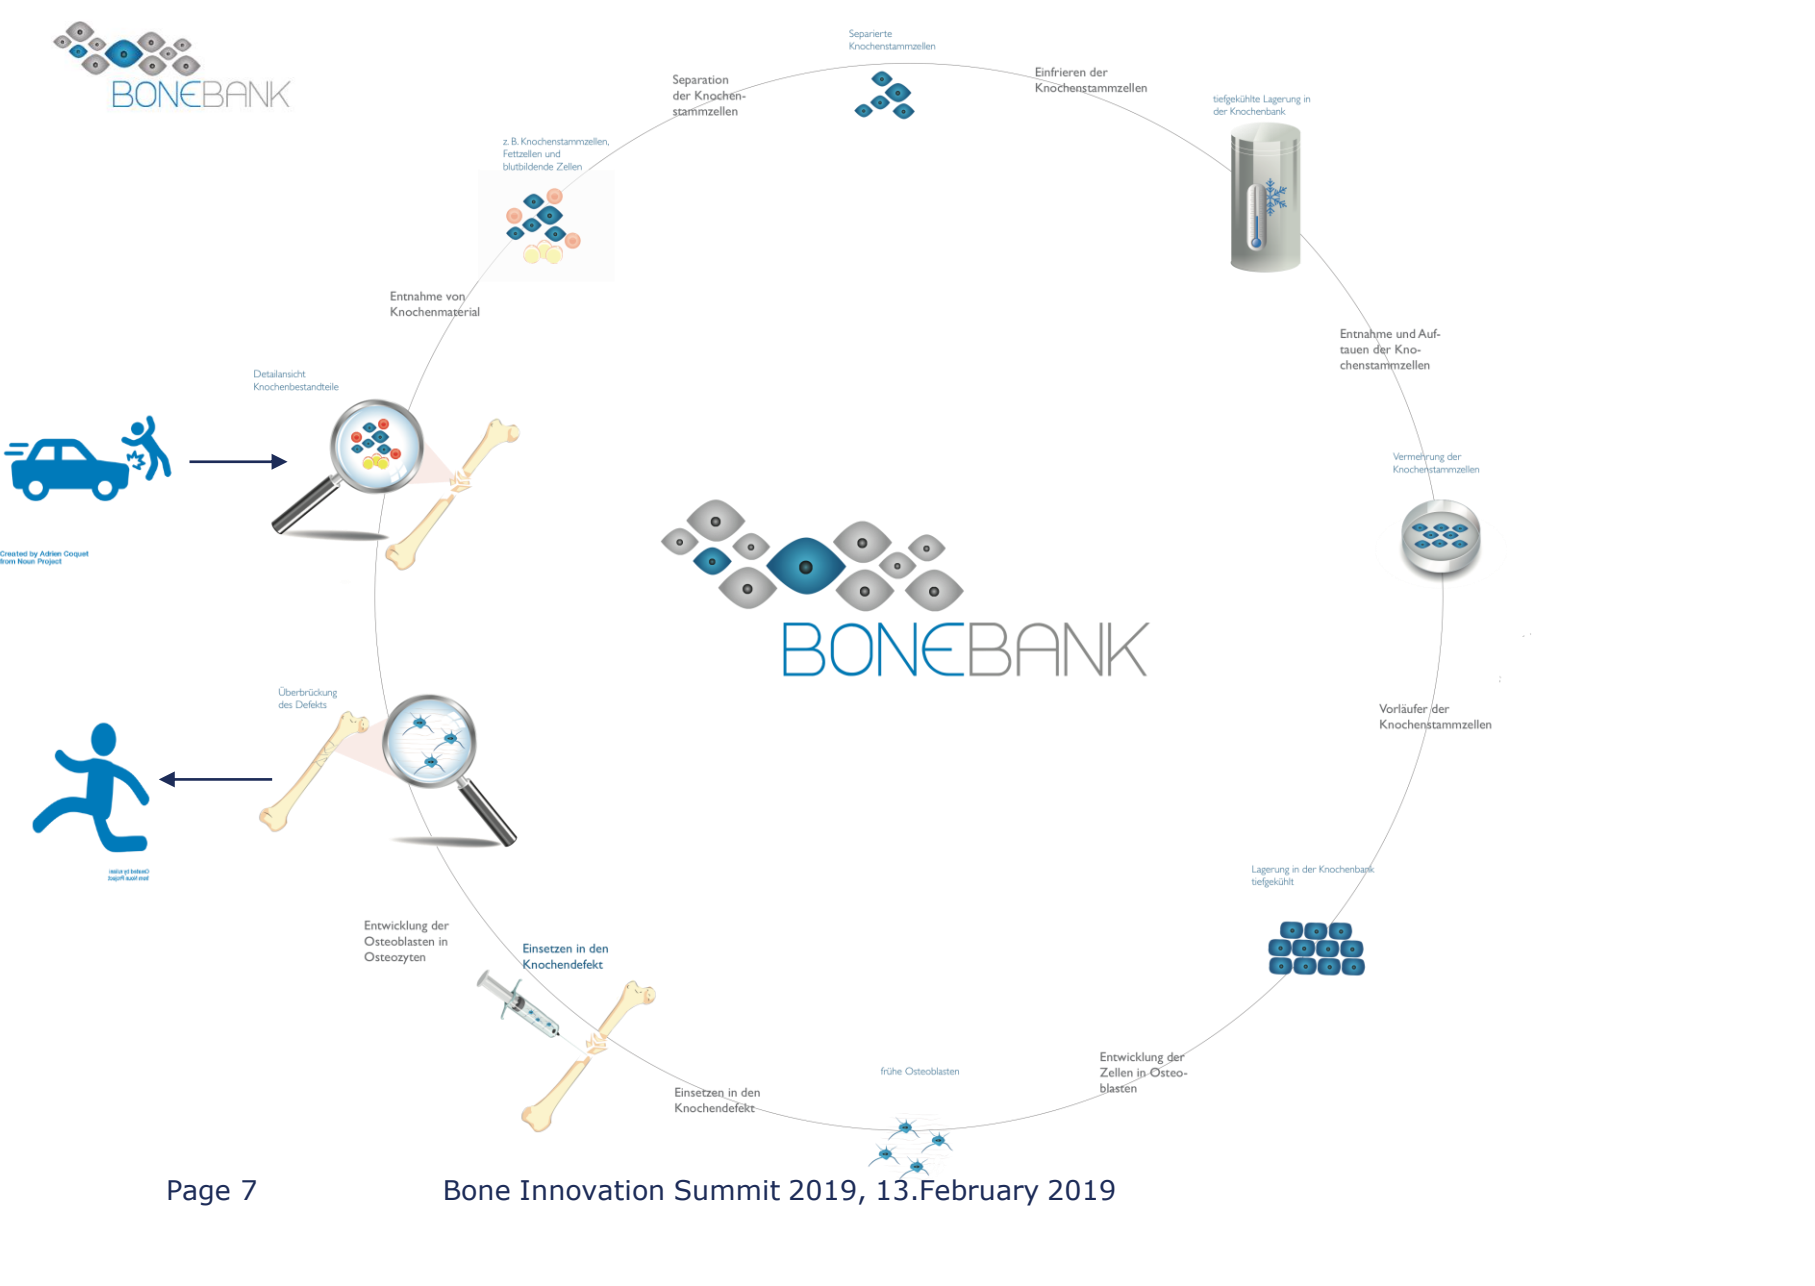 BONEBANK
Separierte
Knochenstammzellen
Separation
der Knochen-
stammzellen
Einfrieren der
Knochenstammzellen
tiefgekühlte Lagerung in
der Knochenbank
z. B. Knochenstammzellen,
Fettzellen und
blutbildende Zellen
Entnahme von
Knochenmaterial
Entnahme und Auf-
tauen der Kno-
chenstammzellen
Detailansicht
Knochenbestandteile
Vermehrung der
Knochenstammzellen
Created by Adrien Coquet
from Noun Project
BONEBANK
Überbrückung
des Defekts
Vorläufer der
Knochenstammzellen
Lagerung in der Knochenbank
tiefgekühlt
Entwicklung der
Osteoblasten in
Osteozyten
Einsetzen in den
Knochendefekt
Entwicklung der
Zellen in Osteo-
blasten
frühe Osteoblasten
Einsetzen in den
Knochendefekt
Page 7
Bone Innovation Summit 2019, 13.February 2019